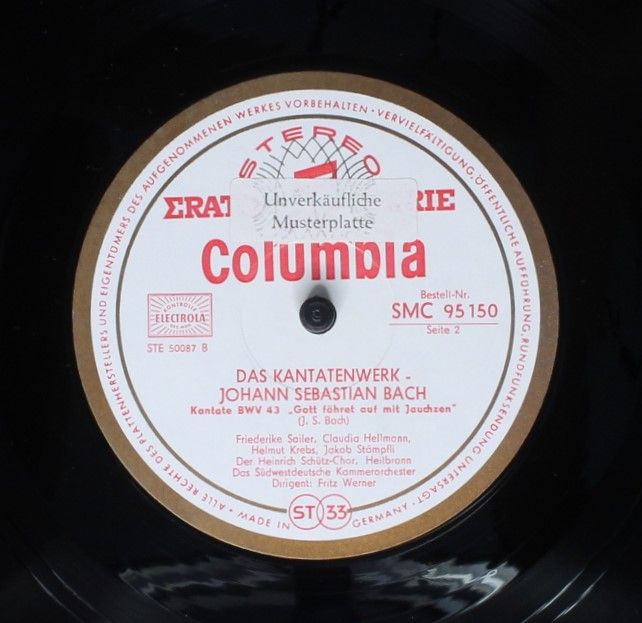 ALLE RECHTE DES PLATTENHERSTELLERS UND EIGENTÜMERS DES AUFGENOMMENEN WERKES VORBEHALTEN · VERVIELFÄLTIGUNG, ÖFFENTLICHE AUFFÜHRUNG, RUNDFUNKSENDUNG UNTERSAGT ·
STEREO
ERAT RIE
Unverkäufliche
Musterplatte
Columbia
KONTROLLE
ELECTROLA
STE 50087 B
Bestell-Nr.
SMC 95150
Seite 2
DAS KANTATENWERK -
JOHANN SEBASTIAN BACH
Kantate BWV 43 „Gott fähret auf mit Jauchzen"
(J. S. Bach)
Friederike Sailer, Claudia Hellmann,
Helmut Krebs, Jakob Stämpfli
Der Heinrich Schütz-Chor, Heilbronn
Das Südwestdeutsche Kammerorchester
Dirigent: Fritz Werner
MADE IN ST 33 GERMANY